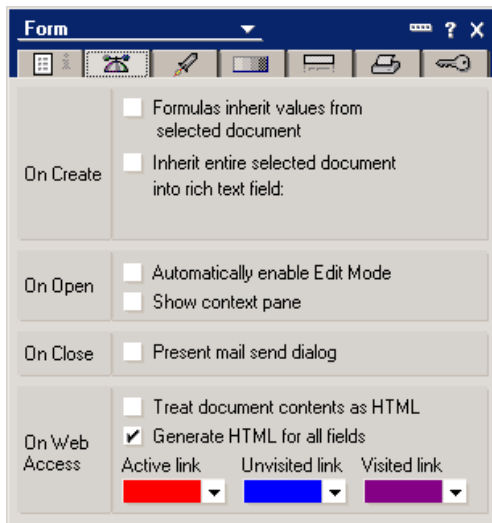 Form
? X
Formulas inherit values from
selected document
On Create
Inherit entire selected document
into rich text field:
On Open
Automatically enable Edit Mode
Show context pane
On Close
Present mail send dialog
On Web
Access
Treat document contents as HTML
Generate HTML for all fields
Active link Unvisited link Visited link